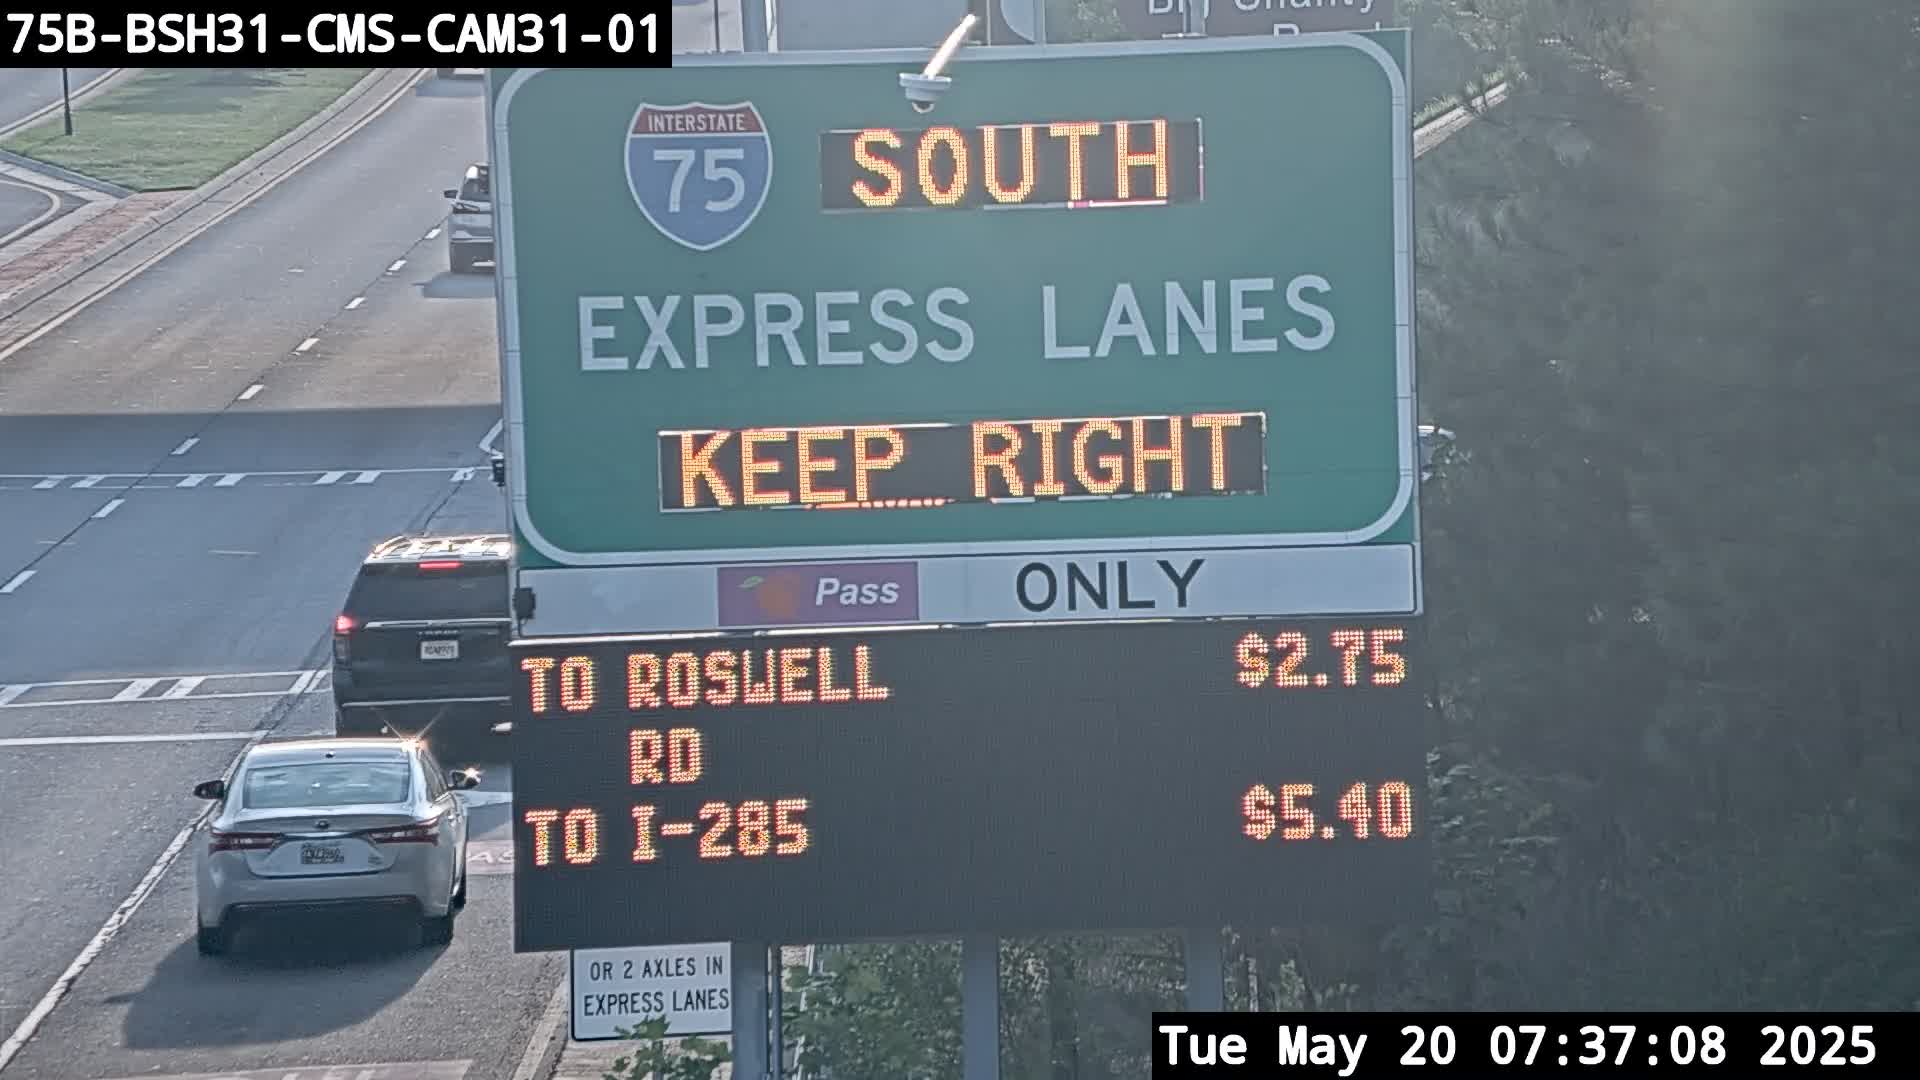 75B-BSH31-CMS-CAM31-01
INTERSTATE
75
SOUTH
EXPRESS LANES
KEEP RIGHT
Pass ONLY
TO ROSWELL $2.75
RD
TO I-285 $5.40
OR 2 AXLES IN
EXPRESS LANES
Tue May 20 07:37:08 2025